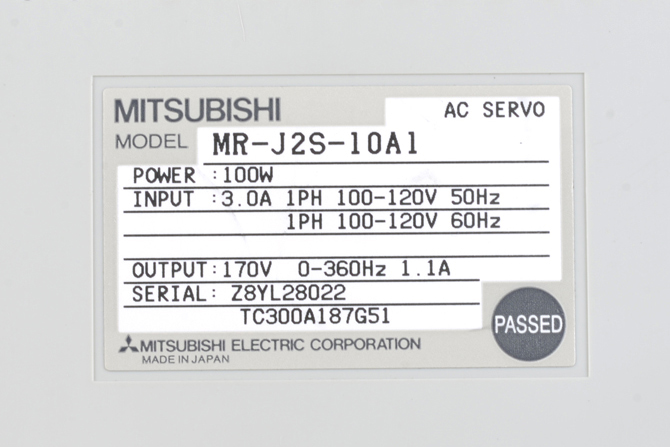 MITSUBISHI AC SERVO
MODEL MR-J2S-10A1
POWER :100W
INPUT :3.0A 1PH 100-120V 50Hz
1PH 100-120V 60Hz
OUTPUT:170V 0-360Hz 1.1A
SERIAL: Z8YL28022
TC300A187G51
PASSED
MITSUBISHI ELECTRIC CORPORATION
MADE IN JAPAN